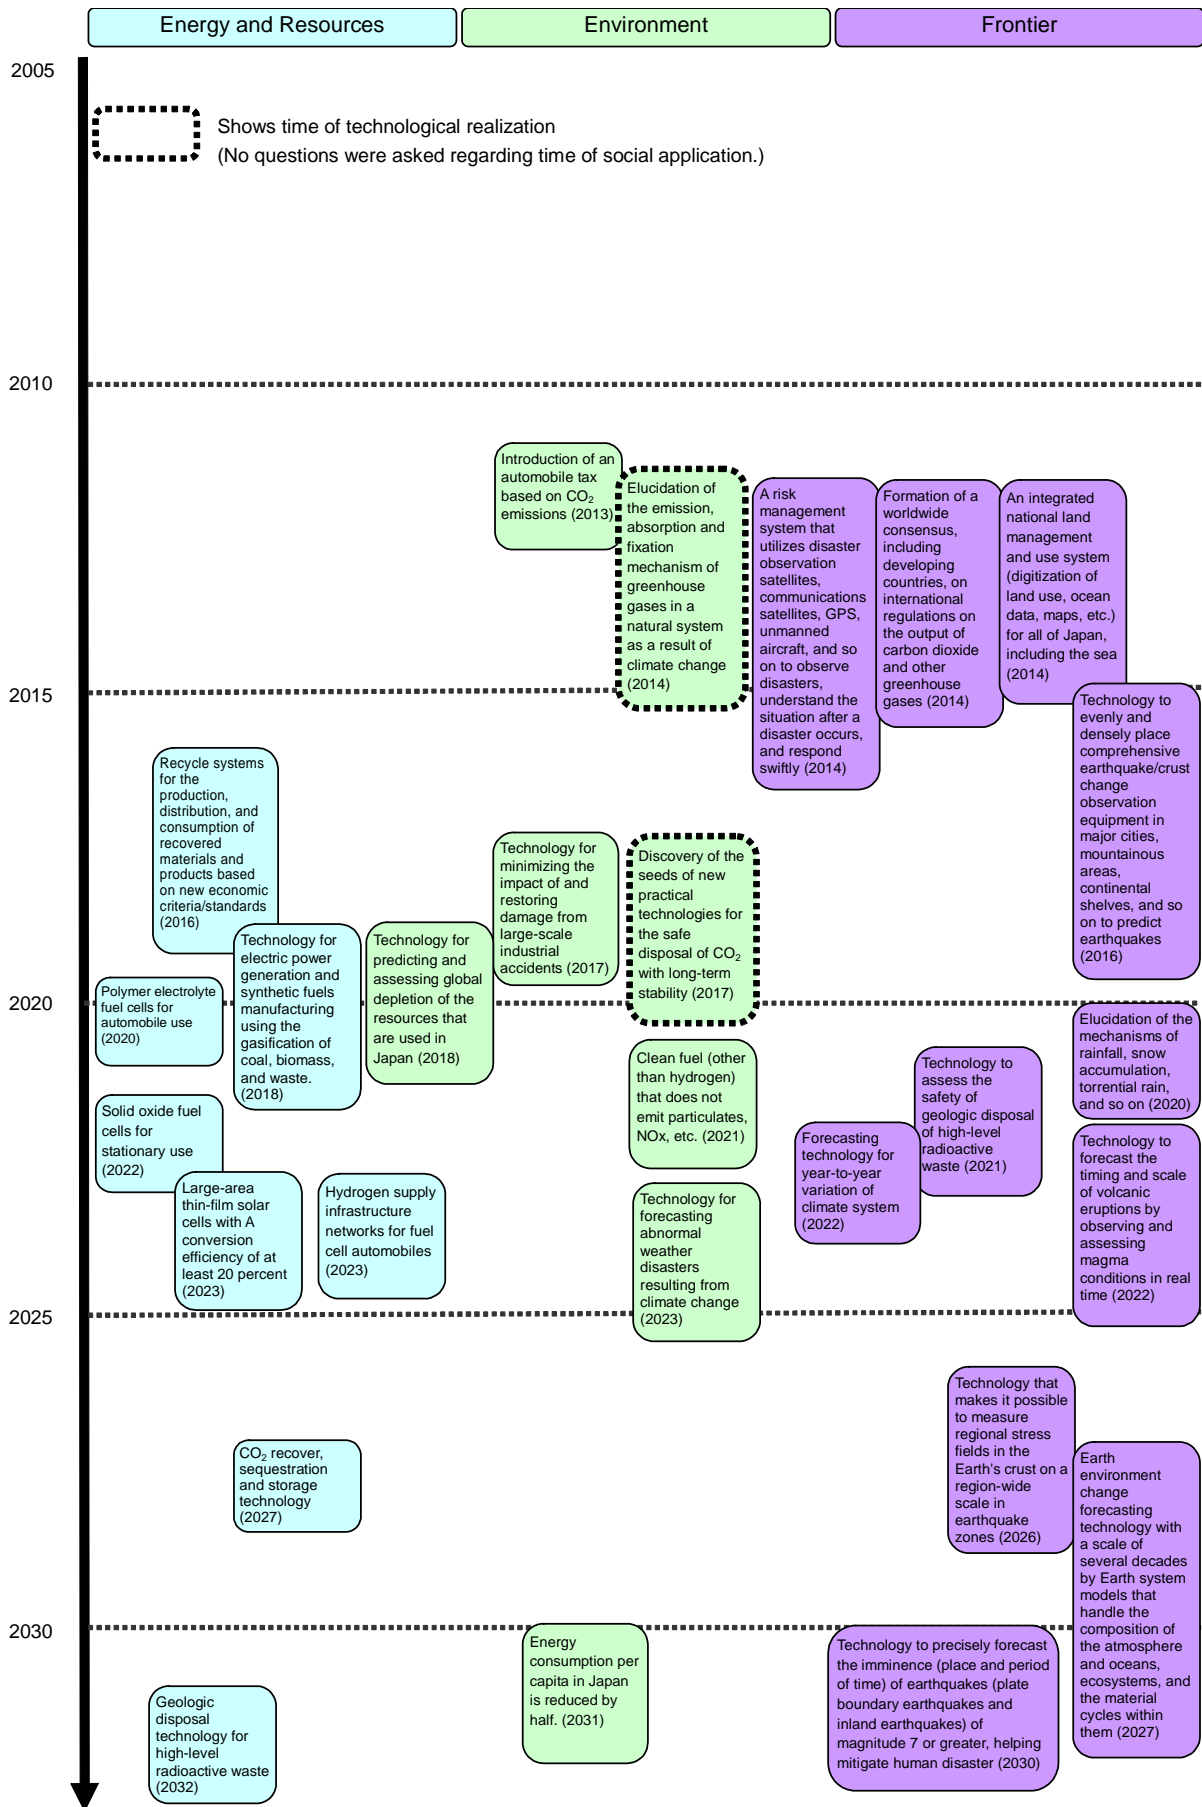 Energy and Resources
Environment
Frontier
2005
Shows time of technological realization
(No questions were asked regarding time of social application.)
2010
Introduction of an
automobile tax
based on CO₂
emissions (2013)
Elucidation of
the emission,
absorption and
fixation
mechanism of
greenhouse
gases in a
natural system
as a result of
climate change
(2014)
A risk
management
system that
utilizes disaster
observation
satellites,
communications
satellites, GPS,
unmanned
aircraft, and so
on to observe
disasters,
understand the
situation after a
disaster occurs,
and respond
swiftly (2014)
Formation of a
worldwide
consensus,
including
developing
countries, on
international
regulations on
the output of
carbon dioxide
and other
greenhouse
gases (2014)
An integrated
national land
management
and use system
(digitization of
land use, ocean
data, maps, etc.)
for all of Japan,
including the sea
(2014)
2015
Technology to
evenly and
densely place
comprehensive
earthquake/crust
change
observation
equipment in
major cities,
mountainous
areas,
continental
shelves, and so
on to predict
earthquakes
(2016)
Recycle systems
for the
production,
distribution, and
consumption of
recovered
materials and
products based
on new economic
criteria/standards
(2016)
Technology for
minimizing the
impact of and
restoring
damage from
large-scale
industrial
accidents (2017)
Discovery of the
seeds of new
practical
technologies for
the safe
disposal of CO₂
with long-term
stability (2017)
Technology for
electric power
generation and
synthetic fuels
manufacturing
using the
gasification of
coal, biomass,
and waste.
(2018)
Technology for
predicting and
assessing global
depletion of the
resources that
are used in
Japan (2018)
Polymer electrolyte
fuel cells for
automobile use
(2020)
2020
Elucidation of the
mechanisms of
rainfall, snow
accumulation,
torrential rain,
and so on (2020)
Clean fuel (other
than hydrogen)
that does not
emit particulates,
NOx, etc. (2021)
Technology to
assess the
safety of
geologic disposal
of high-level
radioactive
waste (2021)
Solid oxide fuel
cells for
stationary use
(2022)
Forecasting
technology for
year-to-year
variation of
climate system
(2022)
Technology to
forecast the
timing and scale
of volcanic
eruptions by
observing and
assessing
magma
conditions in real
time (2022)
Large-area
thin-film solar
cells with A
conversion
efficiency of at
least 20 percent
(2023)
Hydrogen supply
infrastructure
networks for fuel
cell automobiles
(2023)
Technology for
forecasting
abnormal
weather
disasters
resulting from
climate change
(2023)
2025
Technology that
makes it possible
to measure
regional stress
fields in the
Earth's crust on a
region-wide
scale in
earthquake
zones (2026)
CO₂ recover,
sequestration
and storage
technology
(2027)
Earth
environment
change
forecasting
technology with
a scale of
several decades
by Earth system
models that
handle the
composition of
the atmosphere
and oceans,
ecosystems, and
the material
cycles within
them (2027)
2030
Energy
consumption per
capita in Japan
is reduced by
half. (2031)
Technology to precisely forecast
the imminence (place and period
of time) of earthquakes (plate
boundary earthquakes and
inland earthquakes) of
magnitude 7 or greater, helping
mitigate human disaster (2030)
Geologic
disposal
technology for
high-level
radioactive waste
(2032)